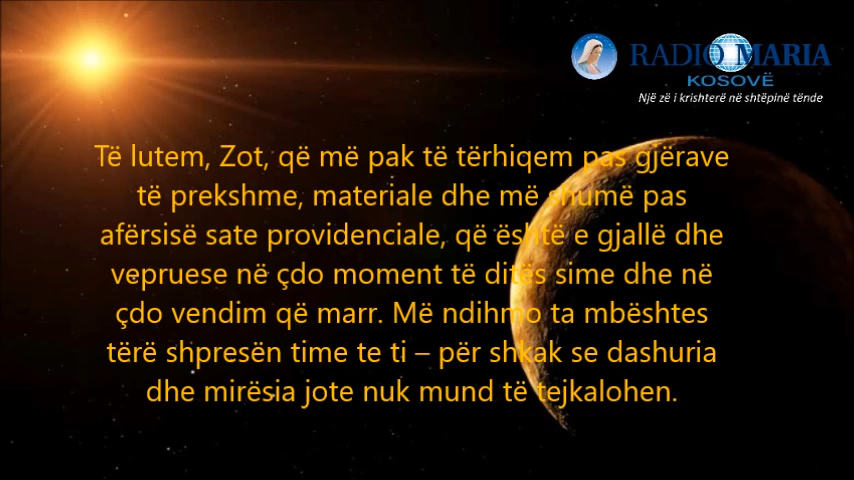 RADIO MARIA
KOSOVË
Një zë i krishterë në shtëpinë tënde
Të lutem, Zot, që më pak të tërhiqem pas gjërave
të prekshme, materiale dhe më shumë pas
afërsisë sate providenciale, që është e gjallë dhe
vepruese në çdo moment të ditës sime dhe në
çdo vendim që marr. Më ndihmo ta mbështes
tërë shpresën time te ti – për shkak se dashuria
dhe mirësia jote nuk mund të tejkalohen.